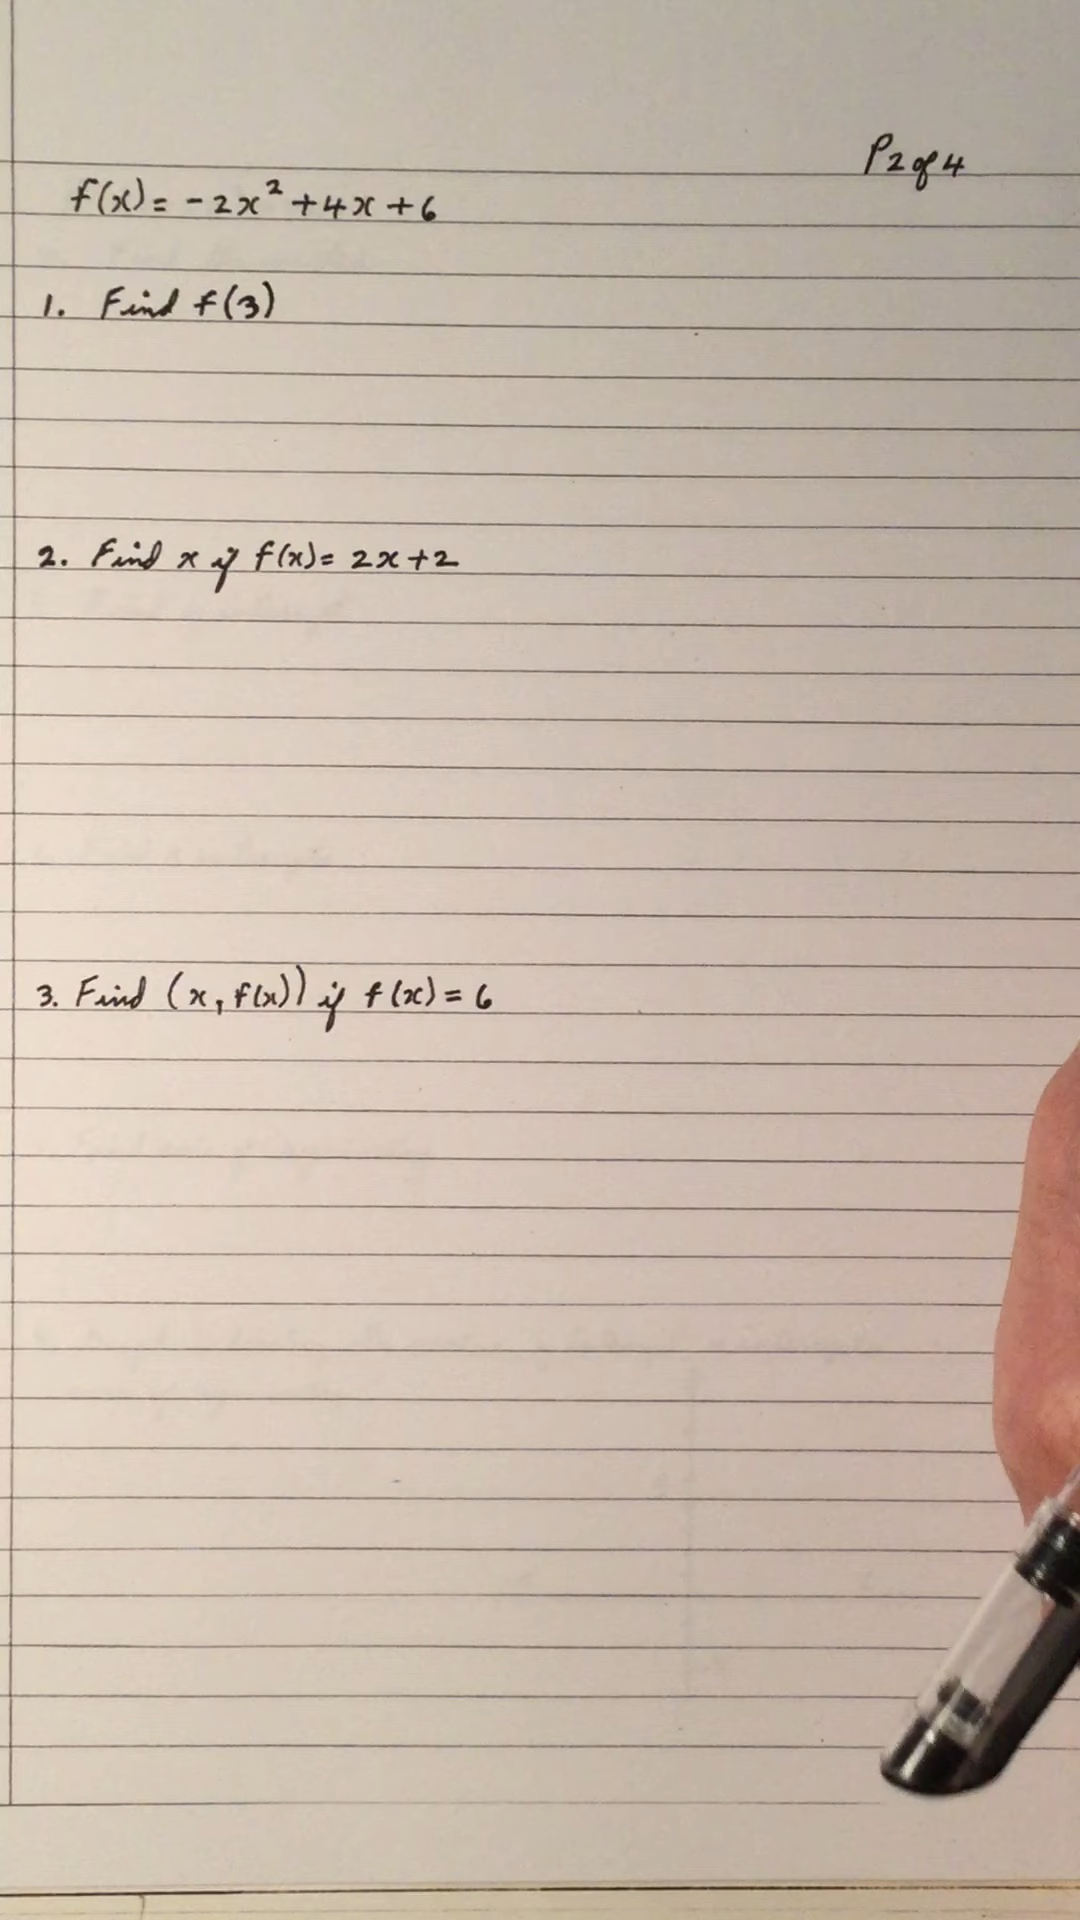 P2 of 4
f(x) = -2x² + 4x + 6
1. Find f(3)
2. Find x if f(x) = 2x + 2
3. Find (x, f(x)) if f(x) = 6